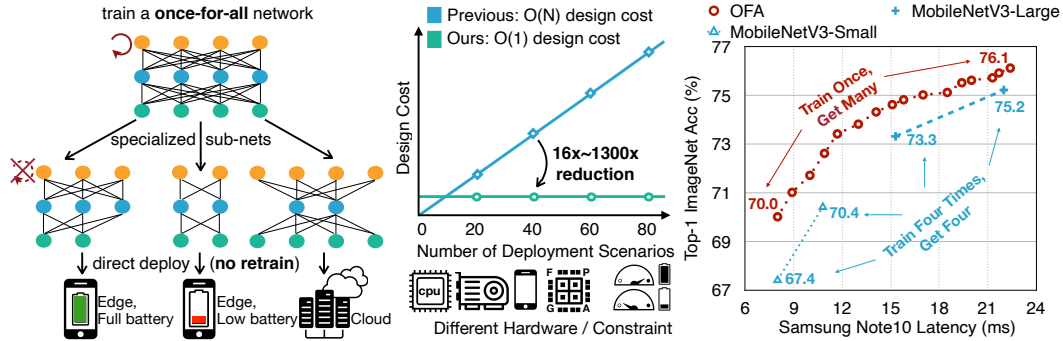 train a once-for-all network
specialized sub-nets
direct deploy (no retrain)
Edge,
Full battery
Edge,
Low battery
Cloud
Previous: O(N) design cost
Ours: O(1) design cost
Design Cost
16x~1300x
reduction
0 20 40 60 80
Number of Deployment Scenarios
cpu
F P
G A
Different Hardware / Constraint
OFA
MobileNetV3-Large
MobileNetV3-Small
Top-1 ImageNet Acc (%)
77
75
73
71
69
67
Train Once,
Get Many
76.1
75.2
73.3
70.0
70.4
67.4
Train Four Times,
Get Four
6 9 12 15 18 21 24
Samsung Note10 Latency (ms)